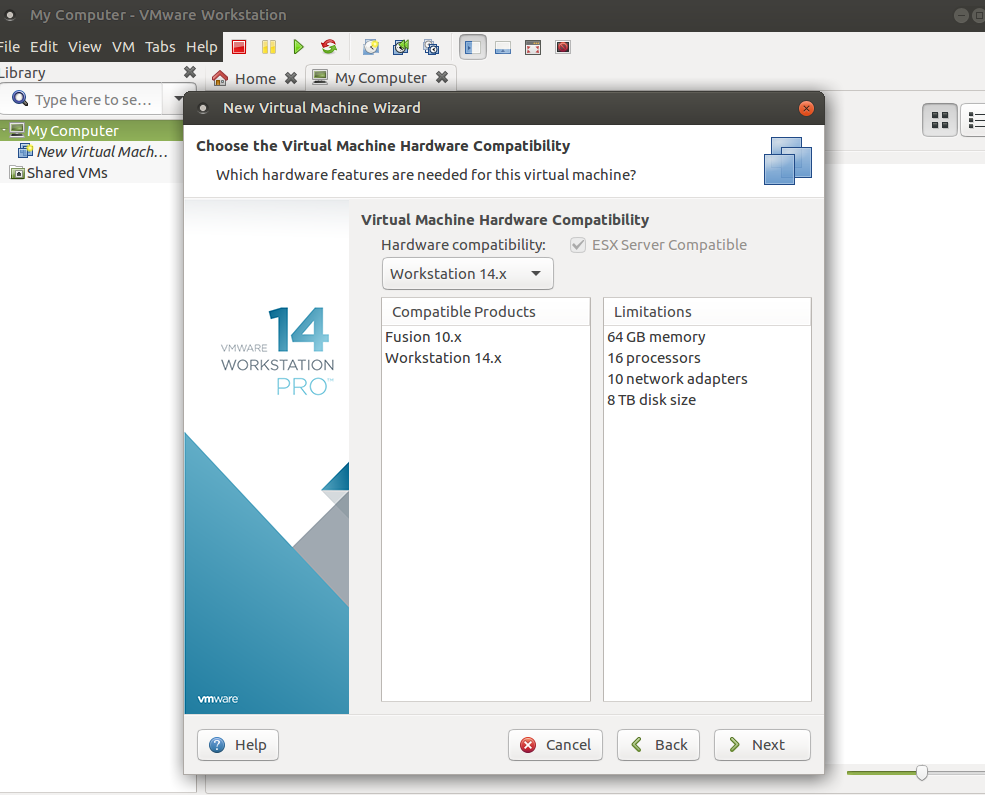 My Computer - VMware Workstation
File Edit View VM Tabs Help
Library
Home
My Computer
Type here to se...
My Computer
New Virtual Mach...
Shared VMs
New Virtual Machine Wizard
Choose the Virtual Machine Hardware Compatibility
Which hardware features are needed for this virtual machine?
14
VMWARE
WORKSTATION
PRO™
vmware
Virtual Machine Hardware Compatibility
Hardware compatibility:
ESX Server Compatible
Workstation 14.x
Compatible Products
Fusion 10.x
Workstation 14.x
Limitations
64 GB memory
16 processors
10 network adapters
8 TB disk size
Help
Cancel
Back
Next